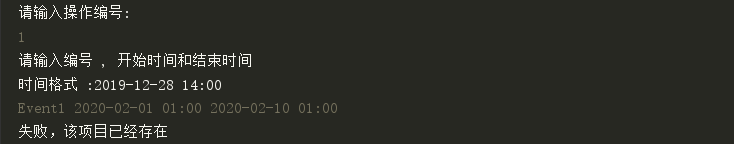 请输入操作编号:
1
请输入编号 , 开始时间和结束时间
时间格式 :2019-12-28 14:00
Event1 2020-02-01 01:00 2020-02-10 01:00
失败，该项目已经存在